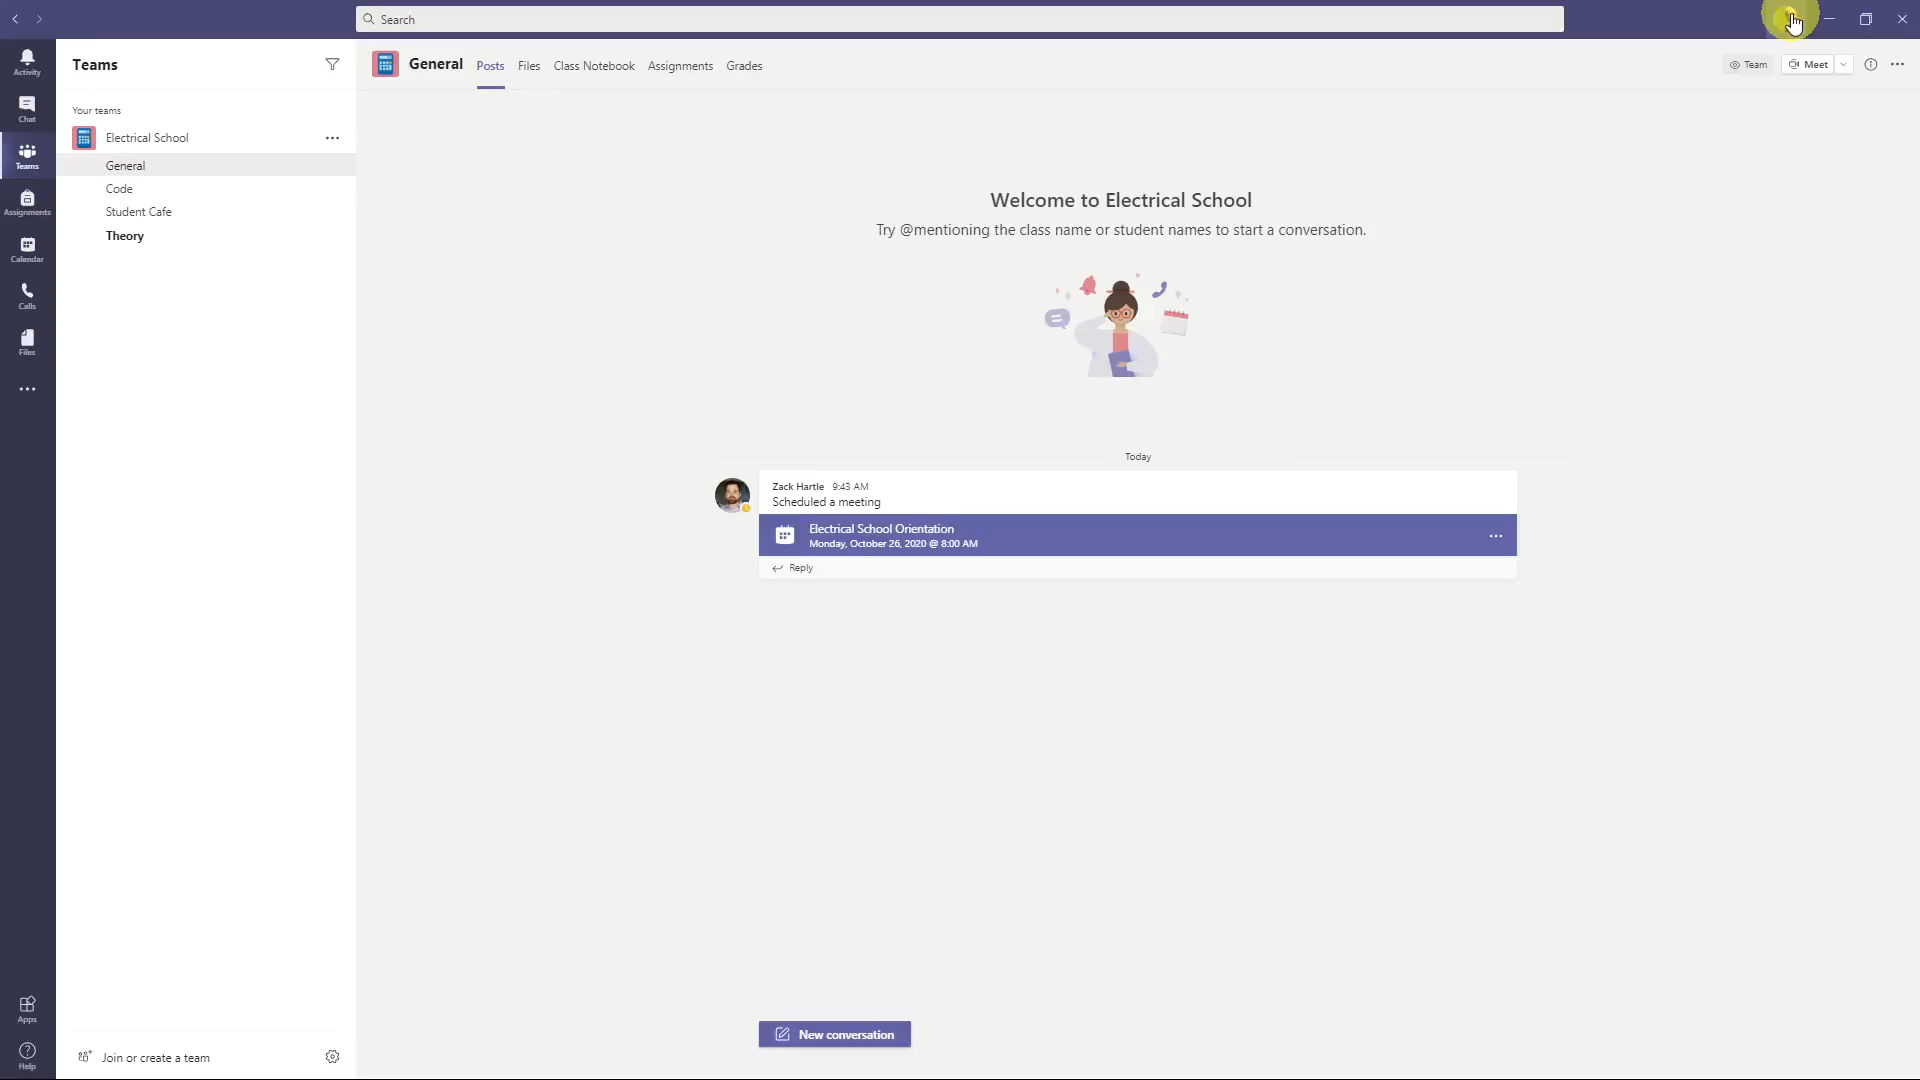 Search
Activity
Chat
Teams
Assignments
Calendar
Calls
Files
Apps
Help
Teams
Your teams
Electrical School
General
Code
Student Cafe
Theory
Join or create a team
General
Posts
Files
Class Notebook
Assignments
Grades
Team
Meet
Welcome to Electrical School
Try @mentioning the class name or student names to start a conversation.
Today
Zack Hartle 9:43 AM
Scheduled a meeting
Electrical School Orientation
Monday, October 26, 2020 @ 8:00 AM
Reply
New conversation